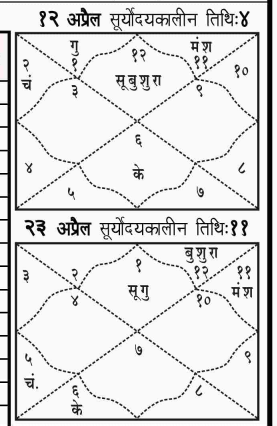 १२ अप्रैल सूर्योदयकालीन तिथि:४
गु १२ मं श
२ १ ११ १०
चं सू बु शु रा
३ ९
६
४ के ८
५ ७
२३ अप्रैल सूर्योदयकालीन तिथि:११
बु शु रा
३ २ १ १२ ११
सू गु मं श
४ १०
७
५ ९
चं.
६ ८
के